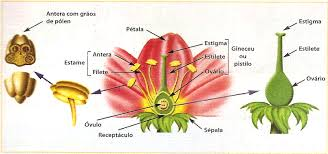 Antera com grãos
de pólen
Pétala
Estigma
Antera
Estigma
Estilete
Estame
Estilete
Gineceu
ou
pistilo
Filete
Ovário
Ovário
Óvulo
Sépala
Receptáculo